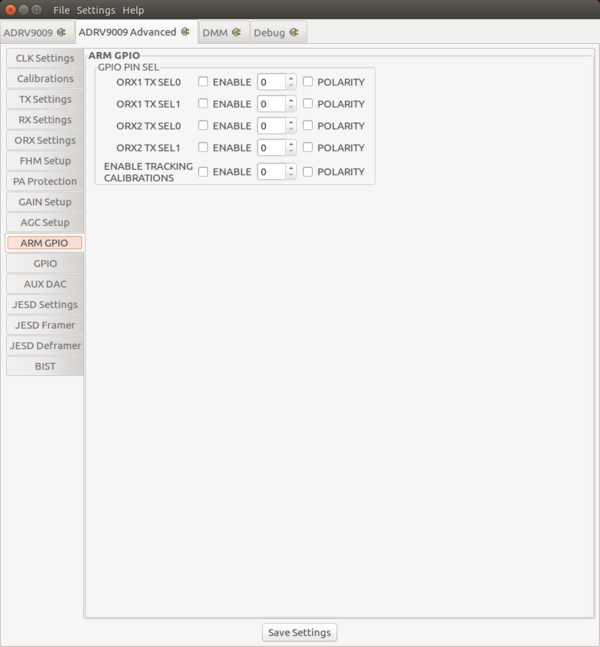 File Settings Help
ADRV9009 ADRV9009 Advanced DMM Debug
CLK Settings
Calibrations
TX Settings
RX Settings
ORX Settings
FHM Setup
PA Protection
GAIN Setup
AGC Setup
ARM GPIO
GPIO
AUX DAC
JESD Settings
JESD Framer
JESD Deframer
BIST
ARM GPIO
GPIO PIN SEL
ORX1 TX SEL0 ENABLE 0 POLARITY
ORX1 TX SEL1 ENABLE 0 POLARITY
ORX2 TX SEL0 ENABLE 0 POLARITY
ORX2 TX SEL1 ENABLE 0 POLARITY
ENABLE TRACKING
CALIBRATIONS ENABLE 0 POLARITY
Save Settings